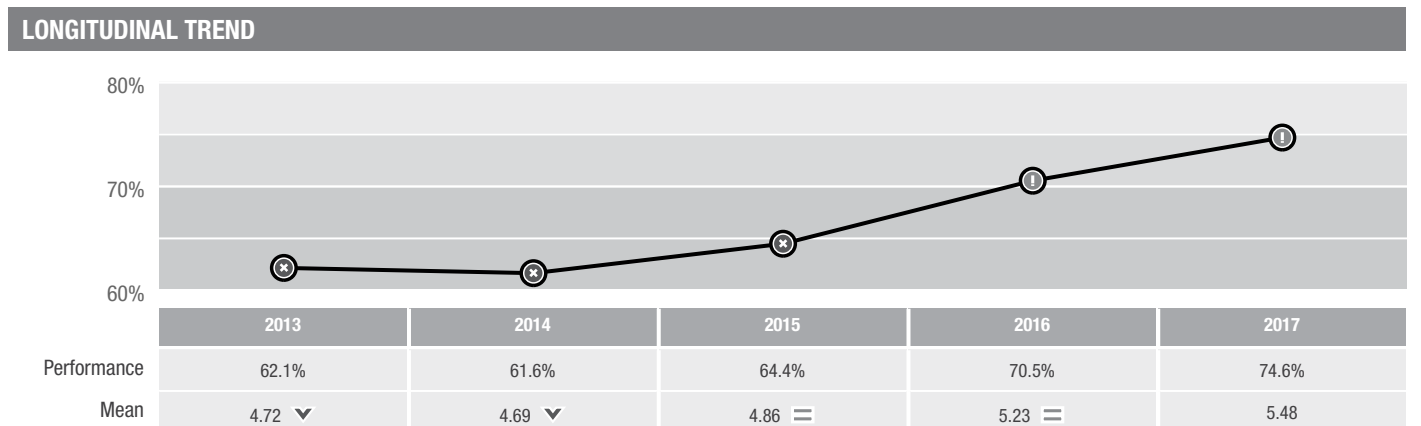 LONGITUDINAL TREND
80%
70%
60%
2013 2014 2015 2016 2017
Performance 62.1% 61.6% 64.4% 70.5% 74.6%
Mean 4.72 4.69 4.86 5.23 5.48